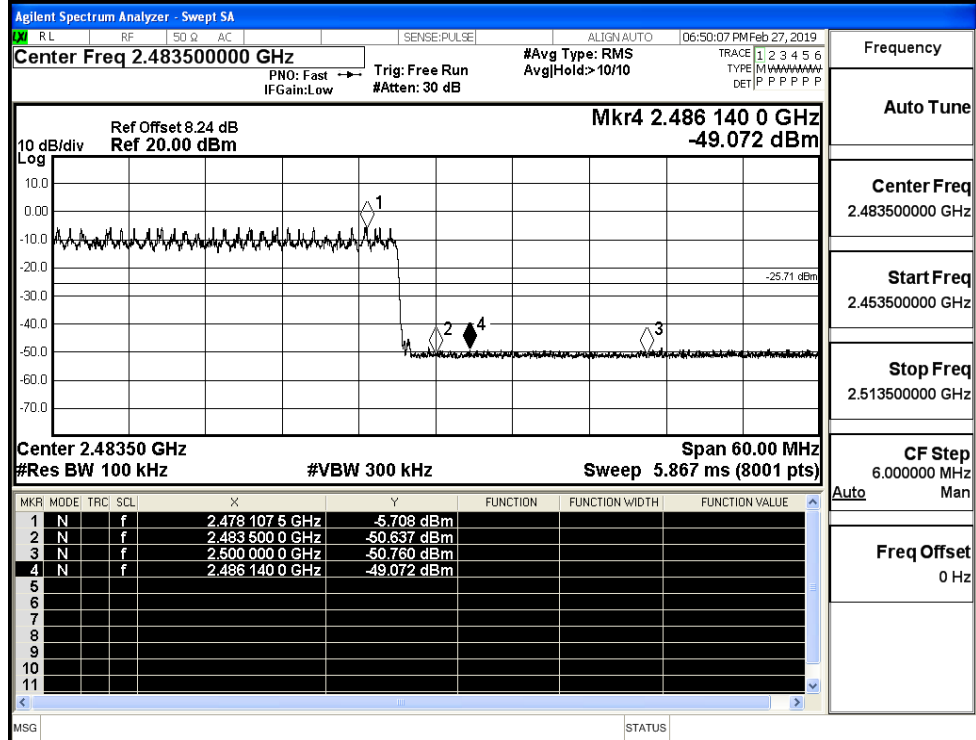 Agilent Spectrum Analyzer - Swept SA
LXI RL RF 50 Ω AC SENSE:PULSE ALIGN AUTO 06:50:07 PM Feb 27, 2019
Center Freq 2.483500000 GHz
PNO: Fast
IFGain:Low
Trig: Free Run
#Atten: 30 dB
#Avg Type: RMS
Avg|Hold:>10/10
TRACE 1 2 3 4 5 6
TYPE M WWWWW
DET P P P P P P
Ref Offset 8.24 dB
10 dB/div Ref 20.00 dBm
Log
Mkr4 2.486 140 0 GHz
-49.072 dBm
10.0
0.00
-10.0
-20.0
-30.0
-40.0
-50.0
-60.0
-70.0
1
2
4
3
-25.71 dBm
Center 2.48350 GHz Span 60.00 MHz
#Res BW 100 kHz #VBW 300 kHz Sweep 5.867 ms (8001 pts)
MKR MODE TRC SCL X Y FUNCTION FUNCTION WIDTH FUNCTION VALUE
1 N f 2.478 107 5 GHz -5.708 dBm
2 N f 2.483 500 0 GHz -50.637 dBm
3 N f 2.500 000 0 GHz -50.760 dBm
4 N f 2.486 140 0 GHz -49.072 dBm
5
6
7
8
9
10
11
MSG STATUS
Frequency
Auto Tune
Center Freq
2.483500000 GHz
Start Freq
2.453500000 GHz
Stop Freq
2.513500000 GHz
CF Step
6.000000 MHz
Auto Man
Freq Offset
0 Hz